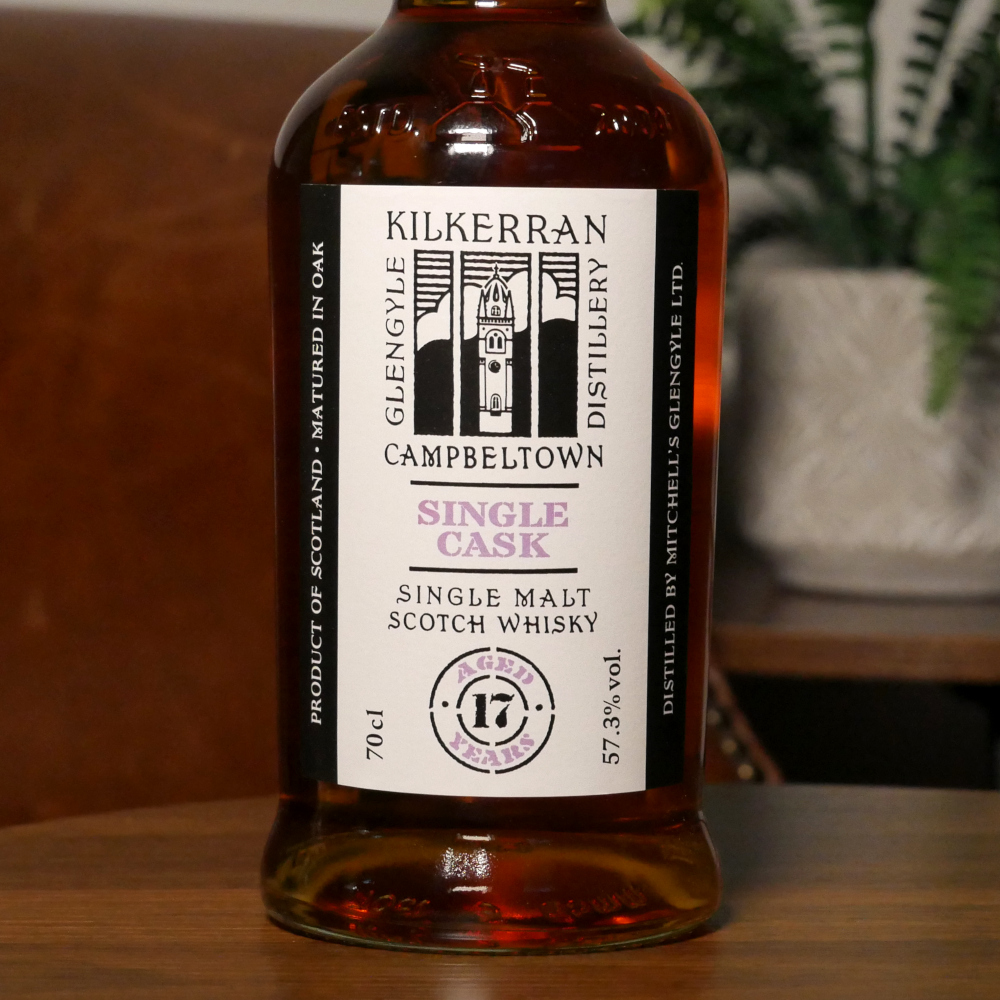 KILKERRAN
GLENGYLE
DISTILLERY
CAMPBELTOWN
SINGLE
CASK
SINGLE MALT
SCOTCH WHISKY
AGED
17
YEARS
70cl
57.3% vol.
PRODUCT OF SCOTLAND • MATURED IN OAK
DISTILLED BY MITCHELL'S GLENGYLE LTD.